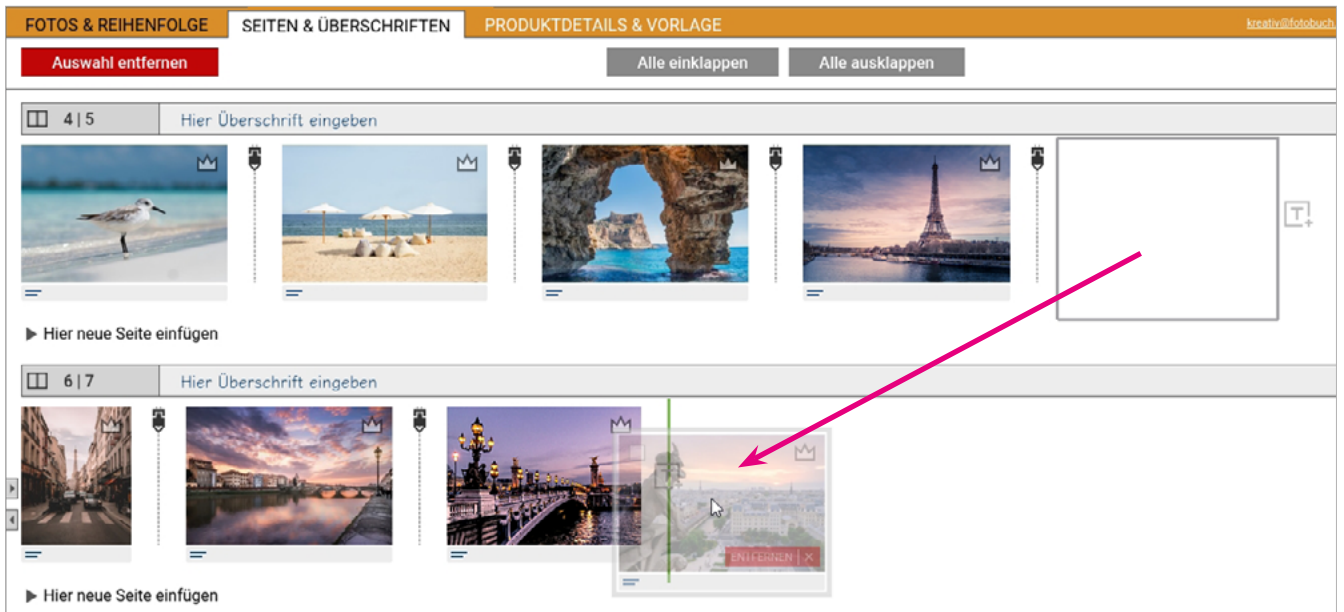 FOTOS & REIHENFOLGE SEITEN & ÜBERSCHRIFTEN PRODUKTDETAILS & VORLAGE kreativ@fotobuch.
Auswahl entfernen Alle einklappen Alle ausklappen
4|5 Hier Überschrift eingeben
T+
Hier neue Seite einfügen
6|7 Hier Überschrift eingeben
ENTFERNEN | X
Hier neue Seite einfügen